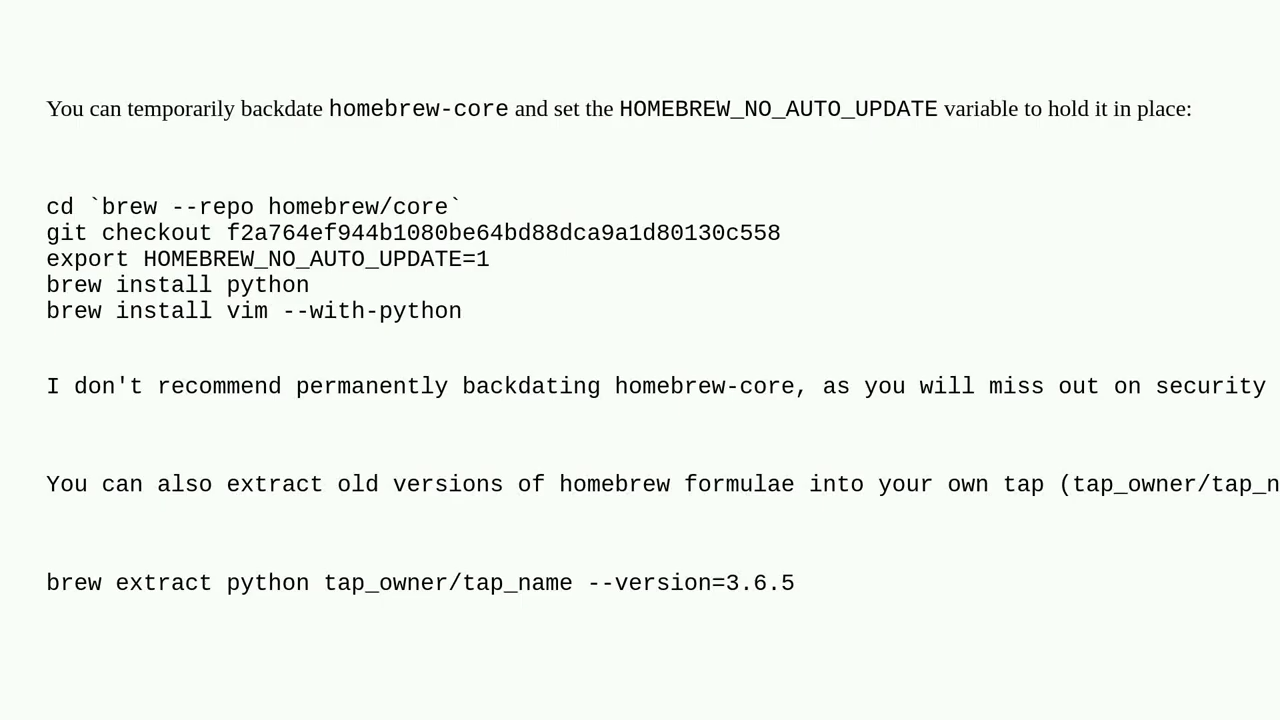 You can temporarily backdate homebrew-core and set the HOMEBREW_NO_AUTO_UPDATE variable to hold it in place:
cd `brew --repo homebrew/core`
git checkout f2a764ef944b1080be64bd88dca9a1d80130c558
export HOMEBREW_NO_AUTO_UPDATE=1
brew install python
brew install vim --with-python
I don't recommend permanently backdating homebrew-core, as you will miss out on security
You can also extract old versions of homebrew formulae into your own tap (tap_owner/tap_n
brew extract python tap_owner/tap_name --version=3.6.5